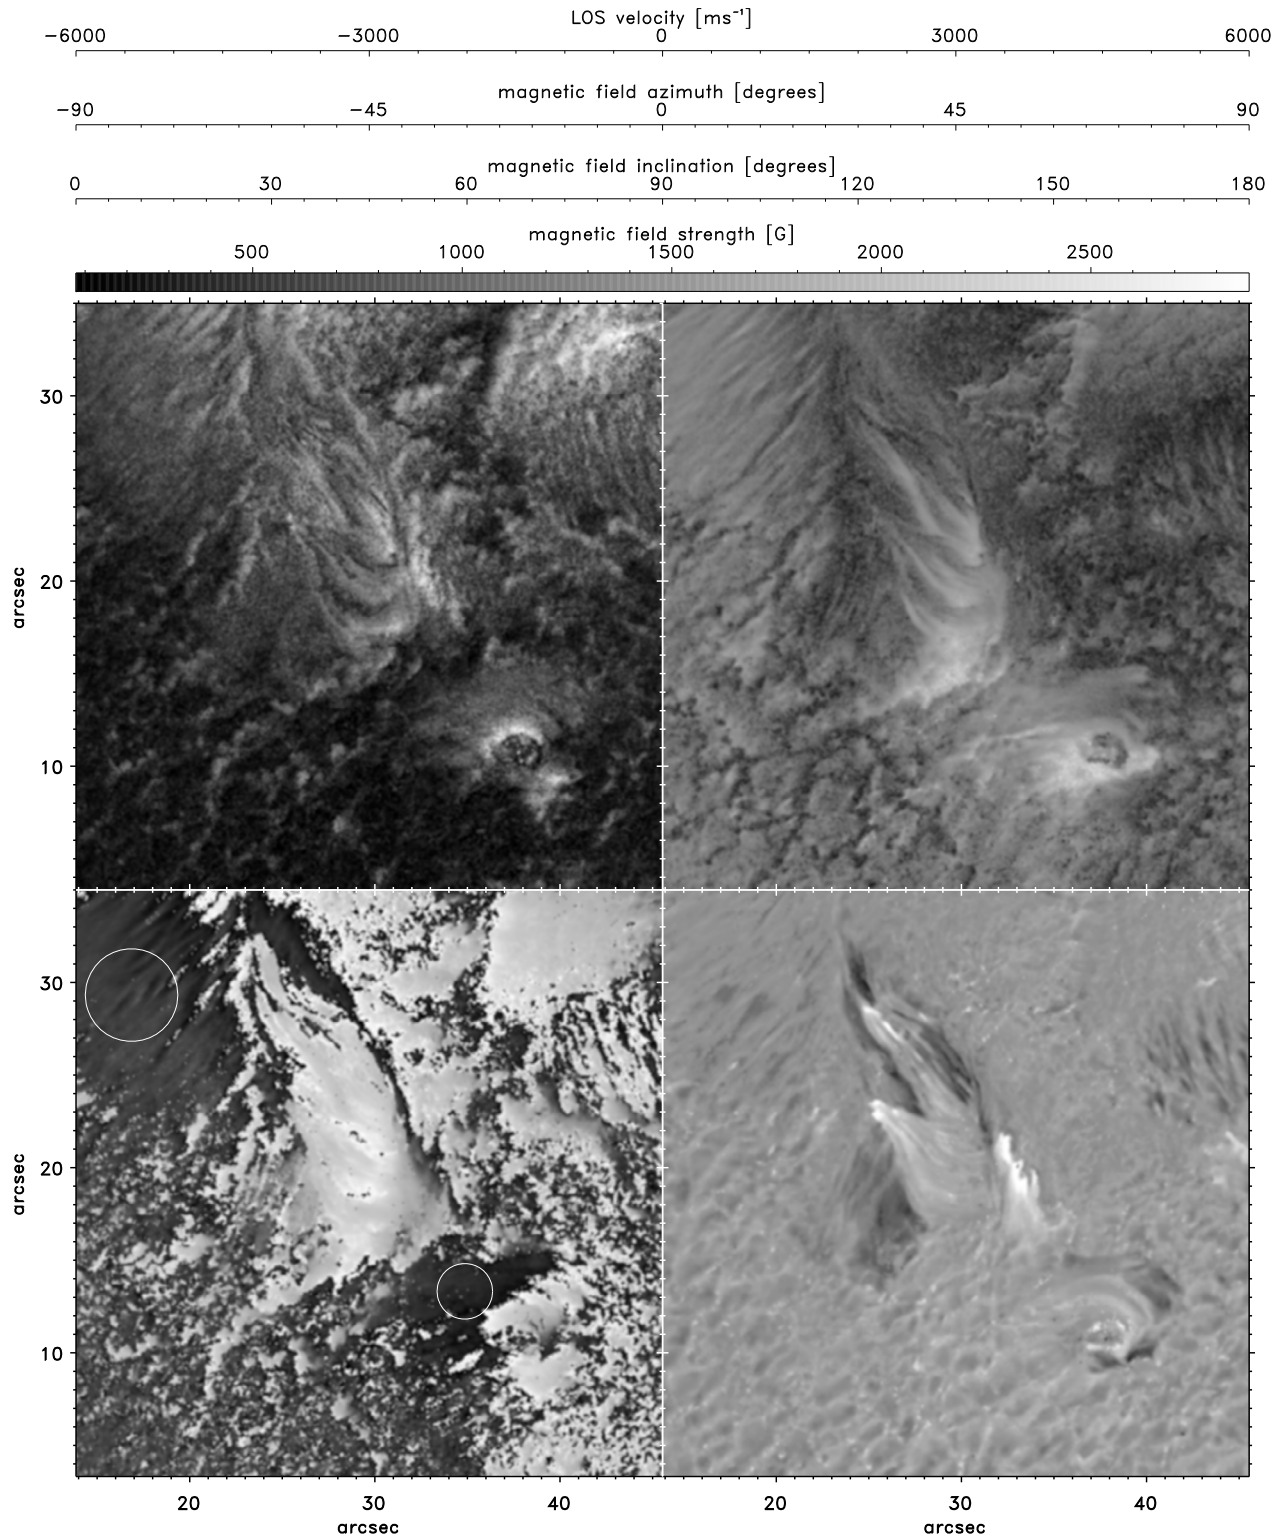 LOS velocity [ms⁻¹]
−6000 −3000 0 3000 6000
magnetic field azimuth [degrees]
−90 −45 0 45 90
magnetic field inclination [degrees]
0 30 60 90 120 150 180
magnetic field strength [G]
500 1000 1500 2000 2500
30
20
10
arcsec
30
20
10
arcsec
20 30 40 20 30 40
arcsec arcsec